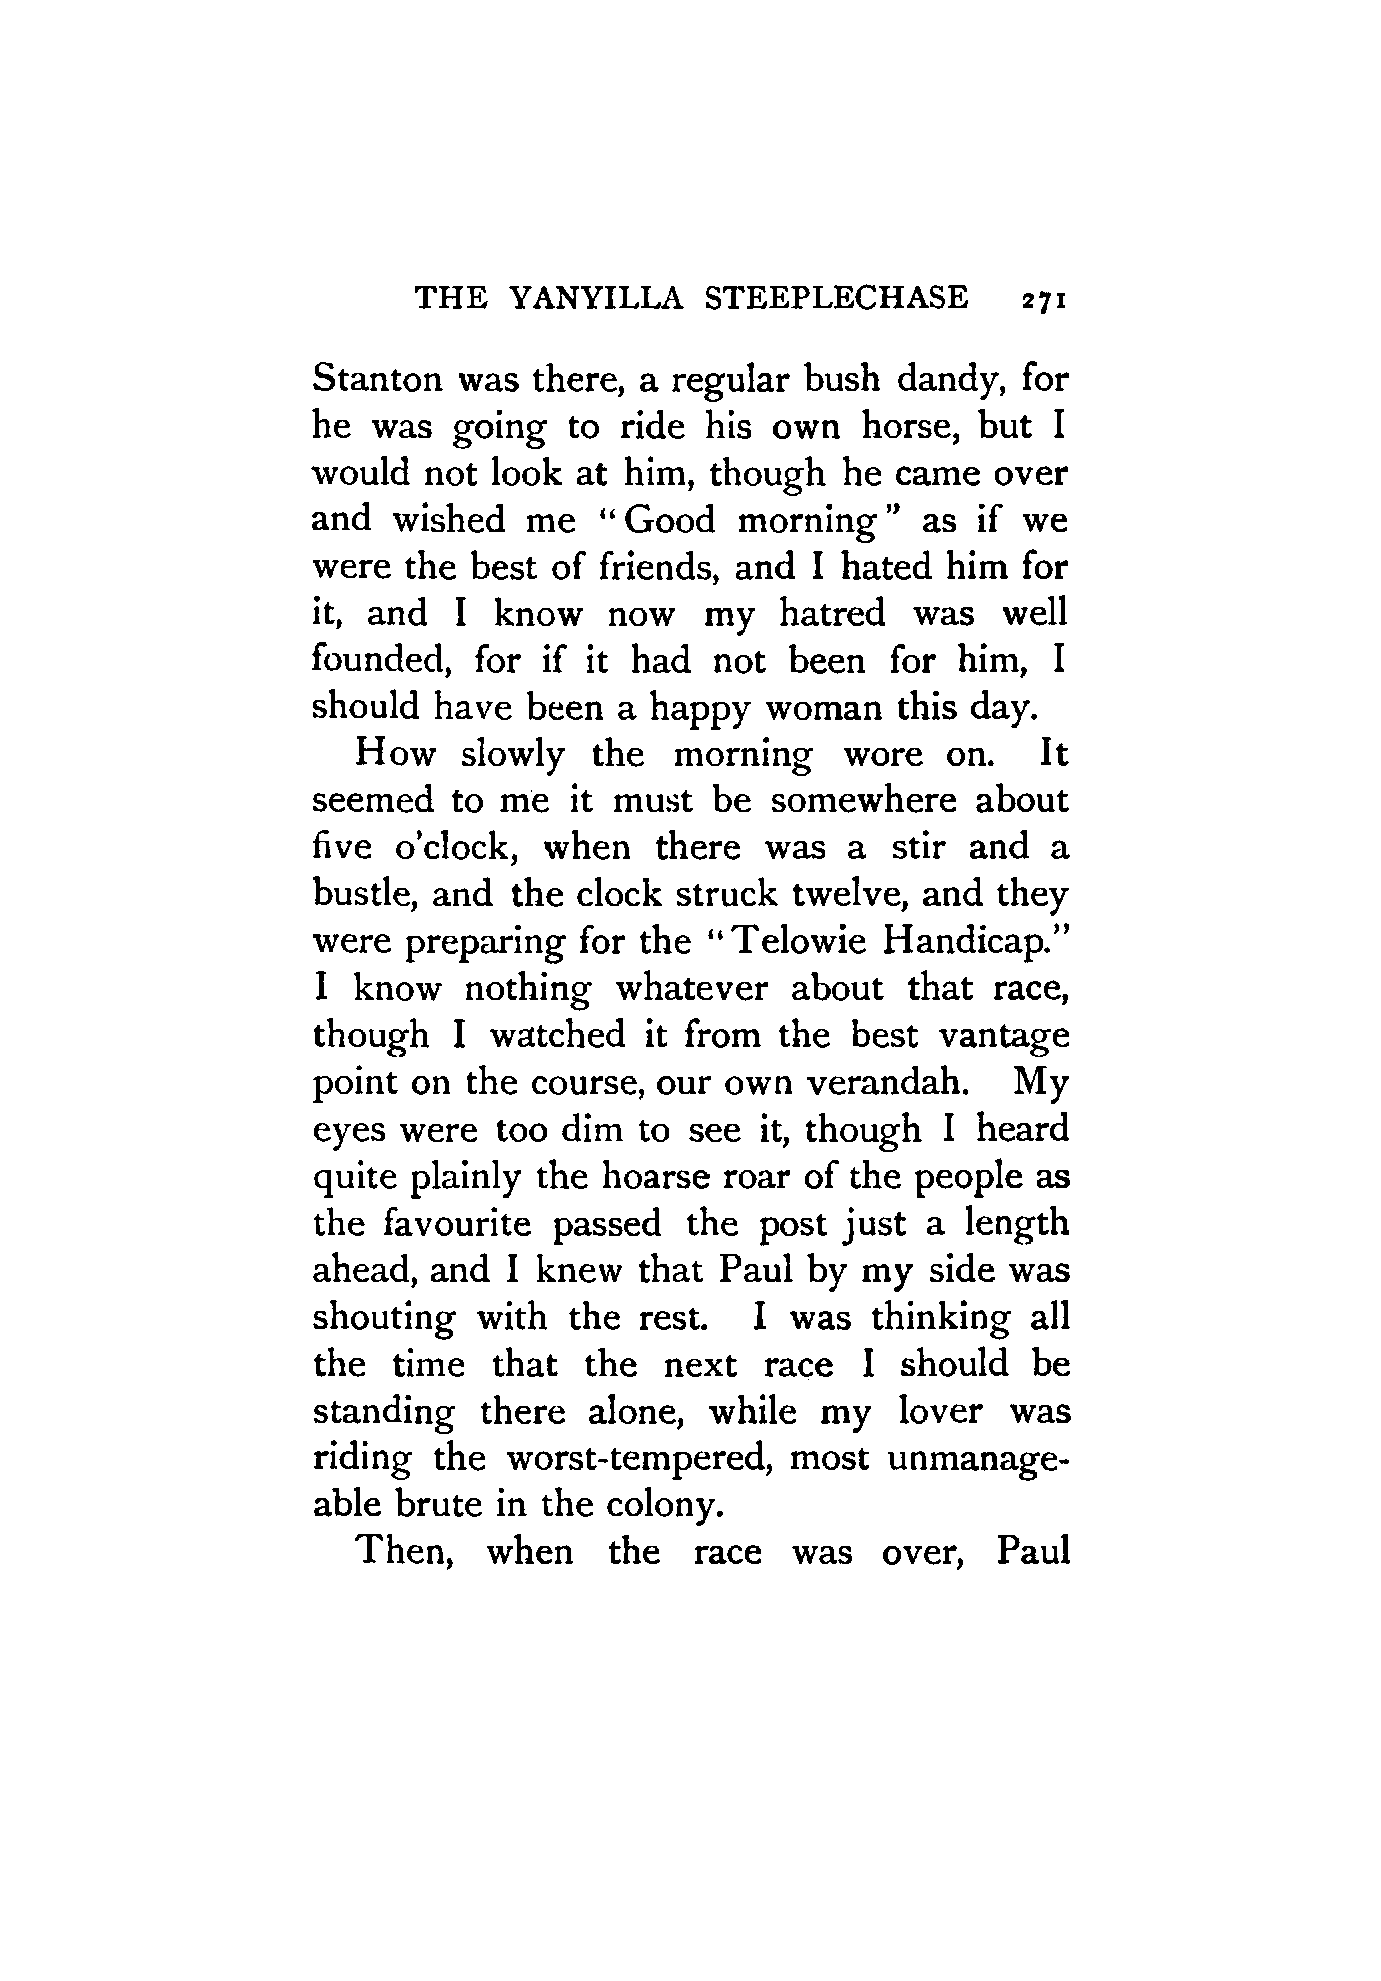 THE YANYILLA STEEPLECHASE 271
Stanton was there, a regular bush dandy, for
he was going to ride his own horse, but I
would not look at him, though he came over
and wished me “Good morning” as if we
were the best of friends, and I hated him for
it, and I know now my hatred was well
founded, for if it had not been for him, I
should have been a happy woman this day.
How slowly the morning wore on. It
seemed to me it must be somewhere about
five o'clock, when there was a stir and a
bustle, and the clock struck twelve, and they
were preparing for the “Telowie Handicap.”
I know nothing whatever about that race,
though I watched it from the best vantage
point on the course, our own verandah. My
eyes were too dim to see it, though I heard
quite plainly the hoarse roar of the people as
the favourite passed the post just a length
ahead, and I knew that Paul by my side was
shouting with the rest. I was thinking all
the time that the next race I should be
standing there alone, while my lover was
riding the worst-tempered, most unmanage-
able brute in the colony.
Then, when the race was over, Paul